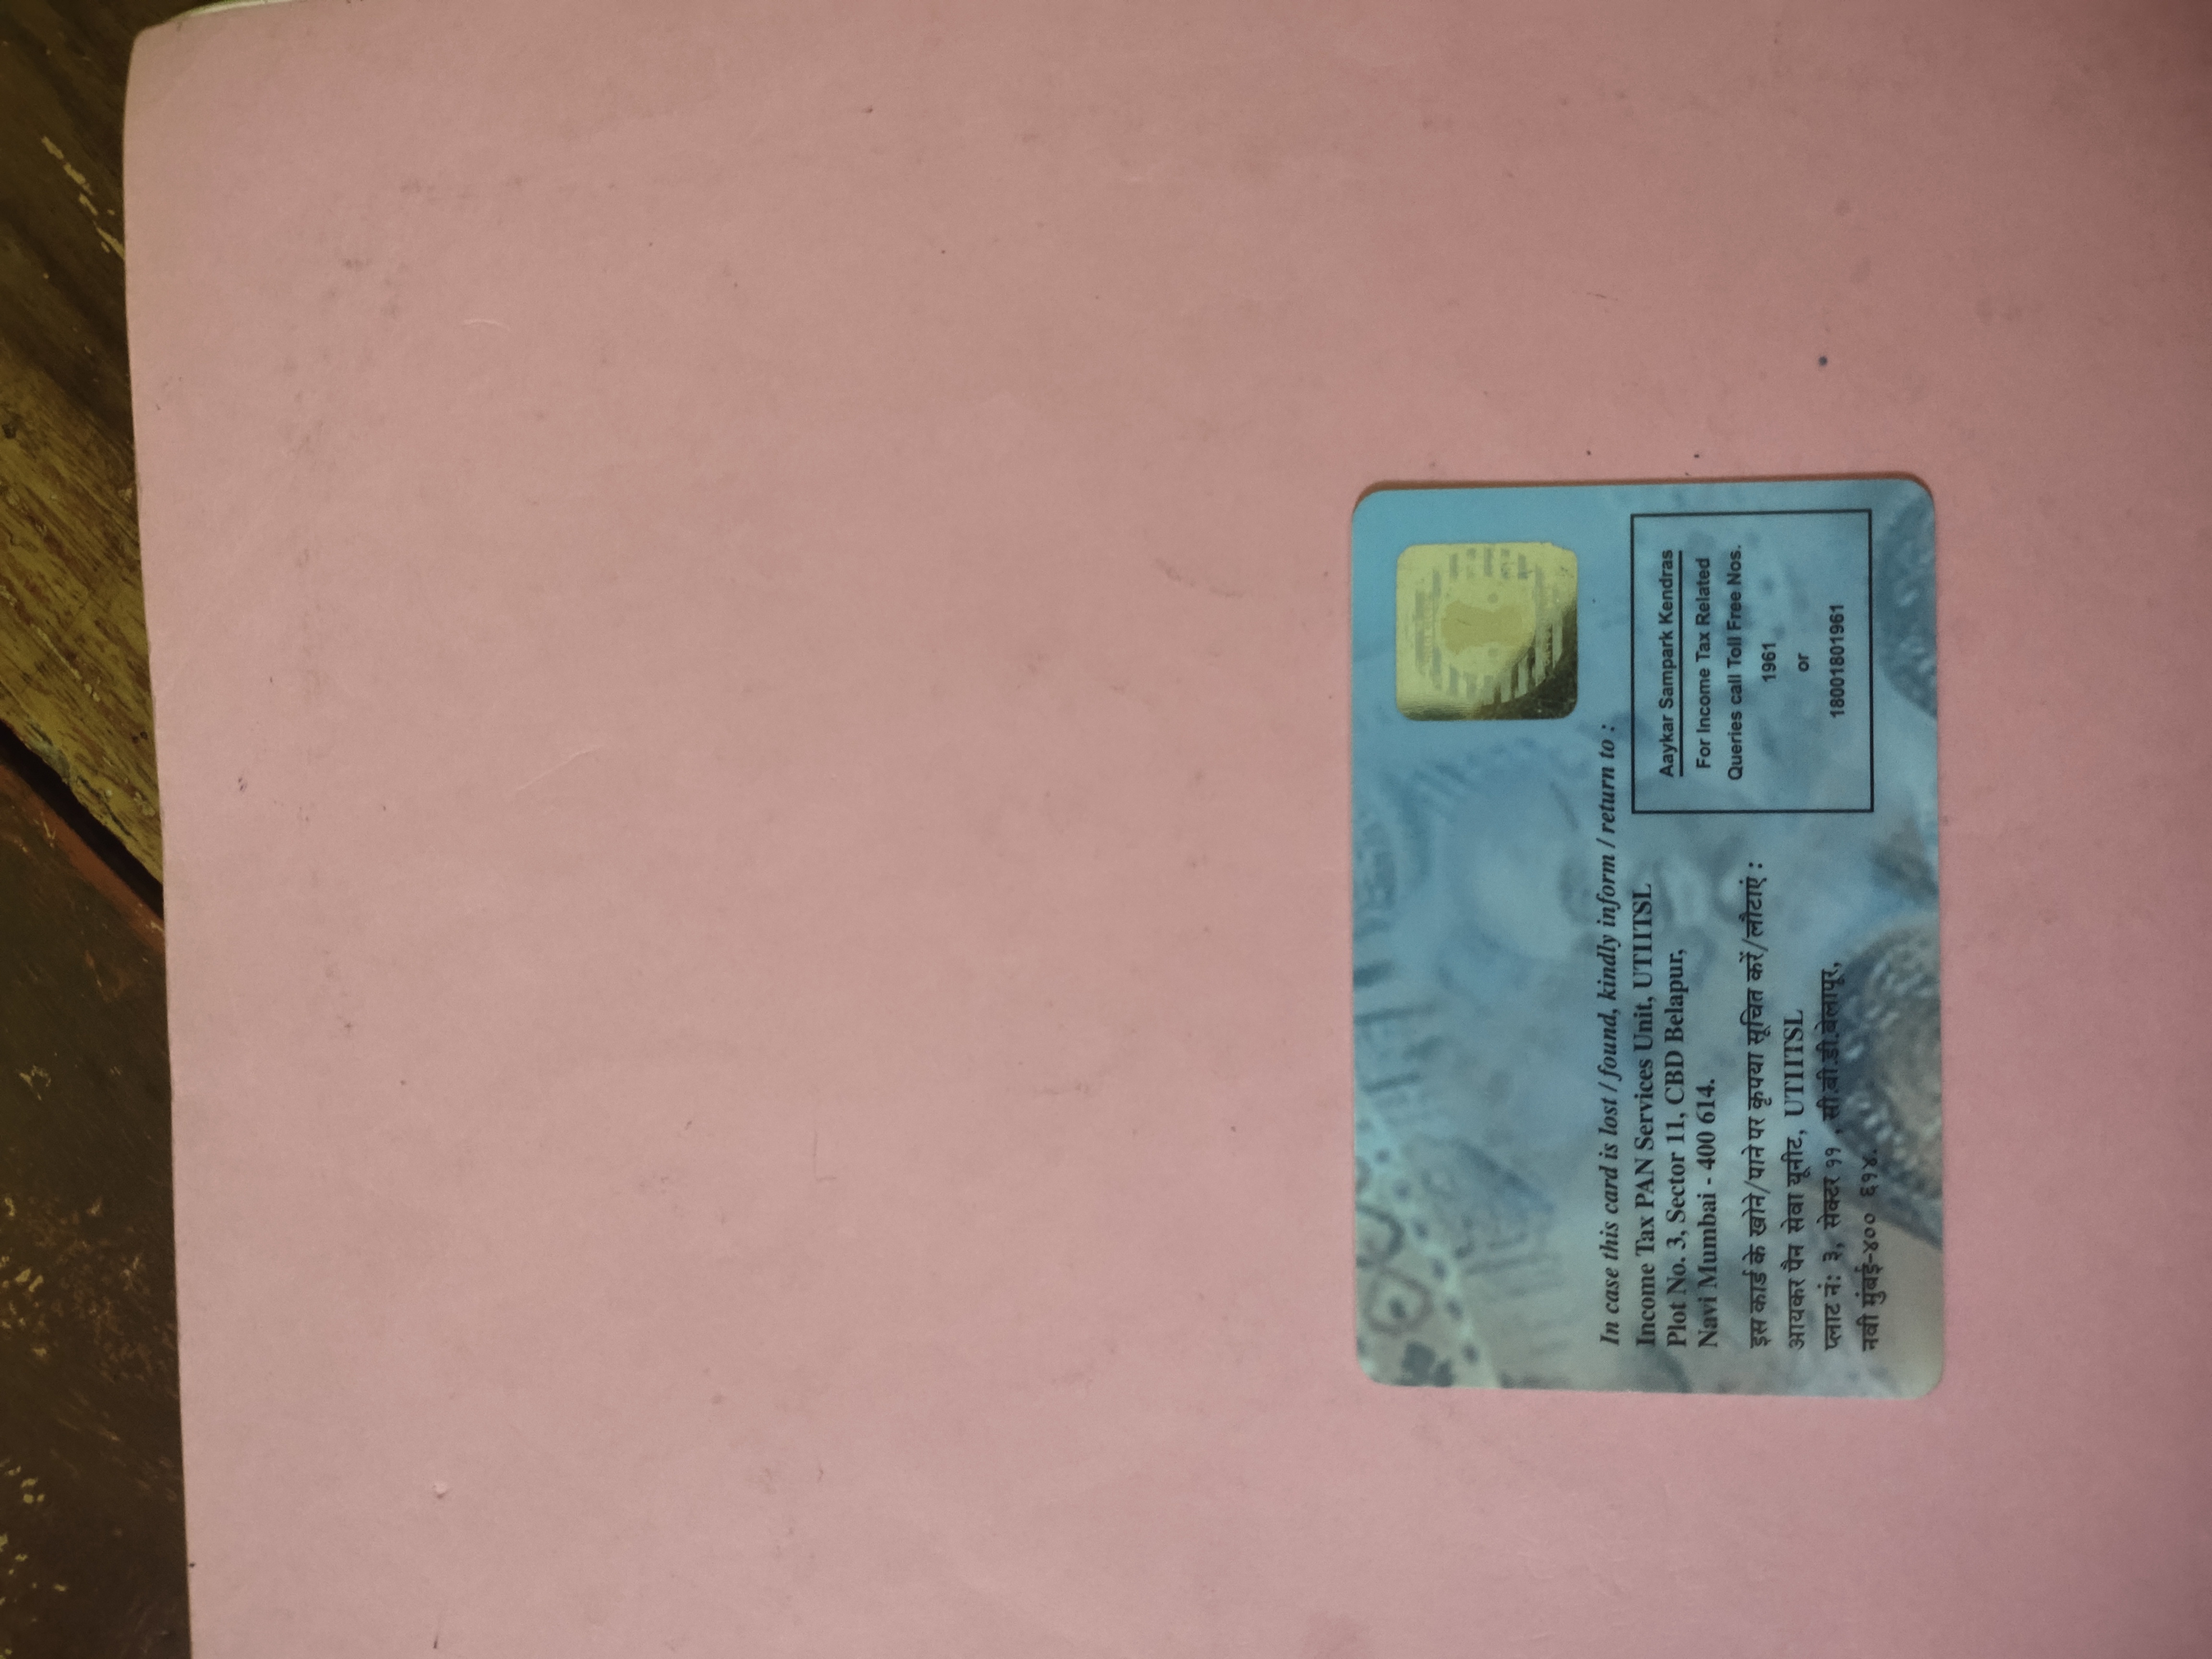 In case this card is lost / found, kindly inform / return to :
Income Tax PAN Services Unit, UTIITSL
Plot No. 3, Sector 11, CBD Belapur,
Navi Mumbai - 400 614.
इस कार्ड के खोने/पाने पर कृपया सूचित करें/लौटाएं :
आयकर पैन सेवा यूनीट, UTIITSL
प्लाट नं: ३, सेक्टर ११ , सी.बी.डी.बेलापूर,
नवी मुंबई-४०० ६१४.
Aaykar Sampark Kendras
For Income Tax Related
Queries call Toll Free Nos.
1961
or
18001801961